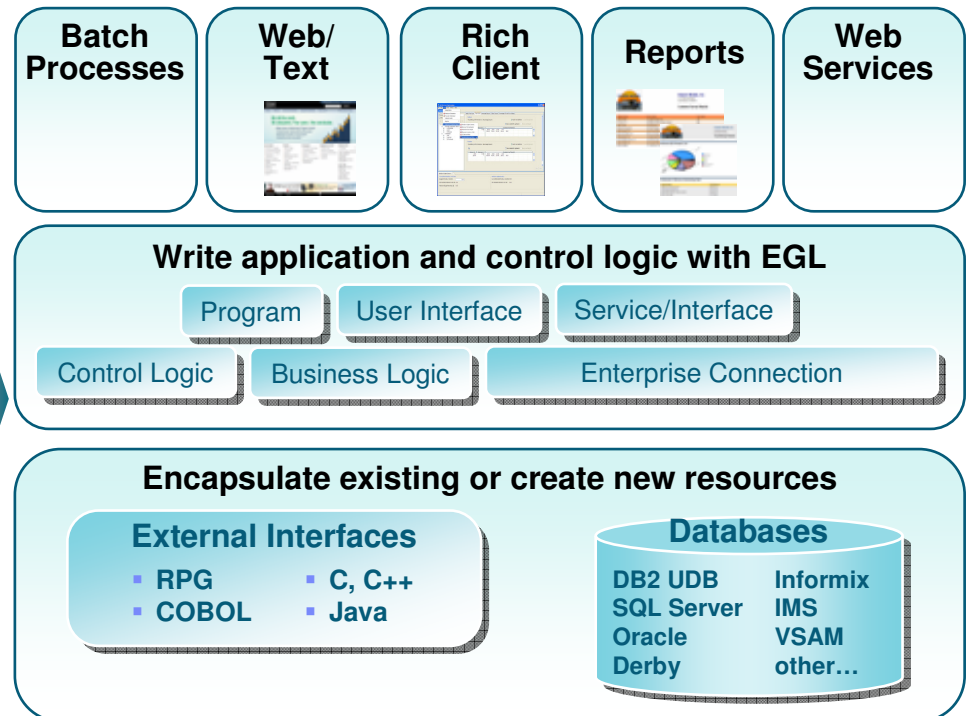 Batch
Processes
Web/
Text
Rich
Client
Reports
Web
Services
Write application and control logic with EGL
Program
User Interface
Service/Interface
Control Logic
Business Logic
Enterprise Connection
Encapsulate existing or create new resources
External Interfaces
▪ RPG ▪ C, C++
▪ COBOL ▪ Java
Databases
DB2 UDB Informix
SQL Server IMS
Oracle VSAM
Derby other…